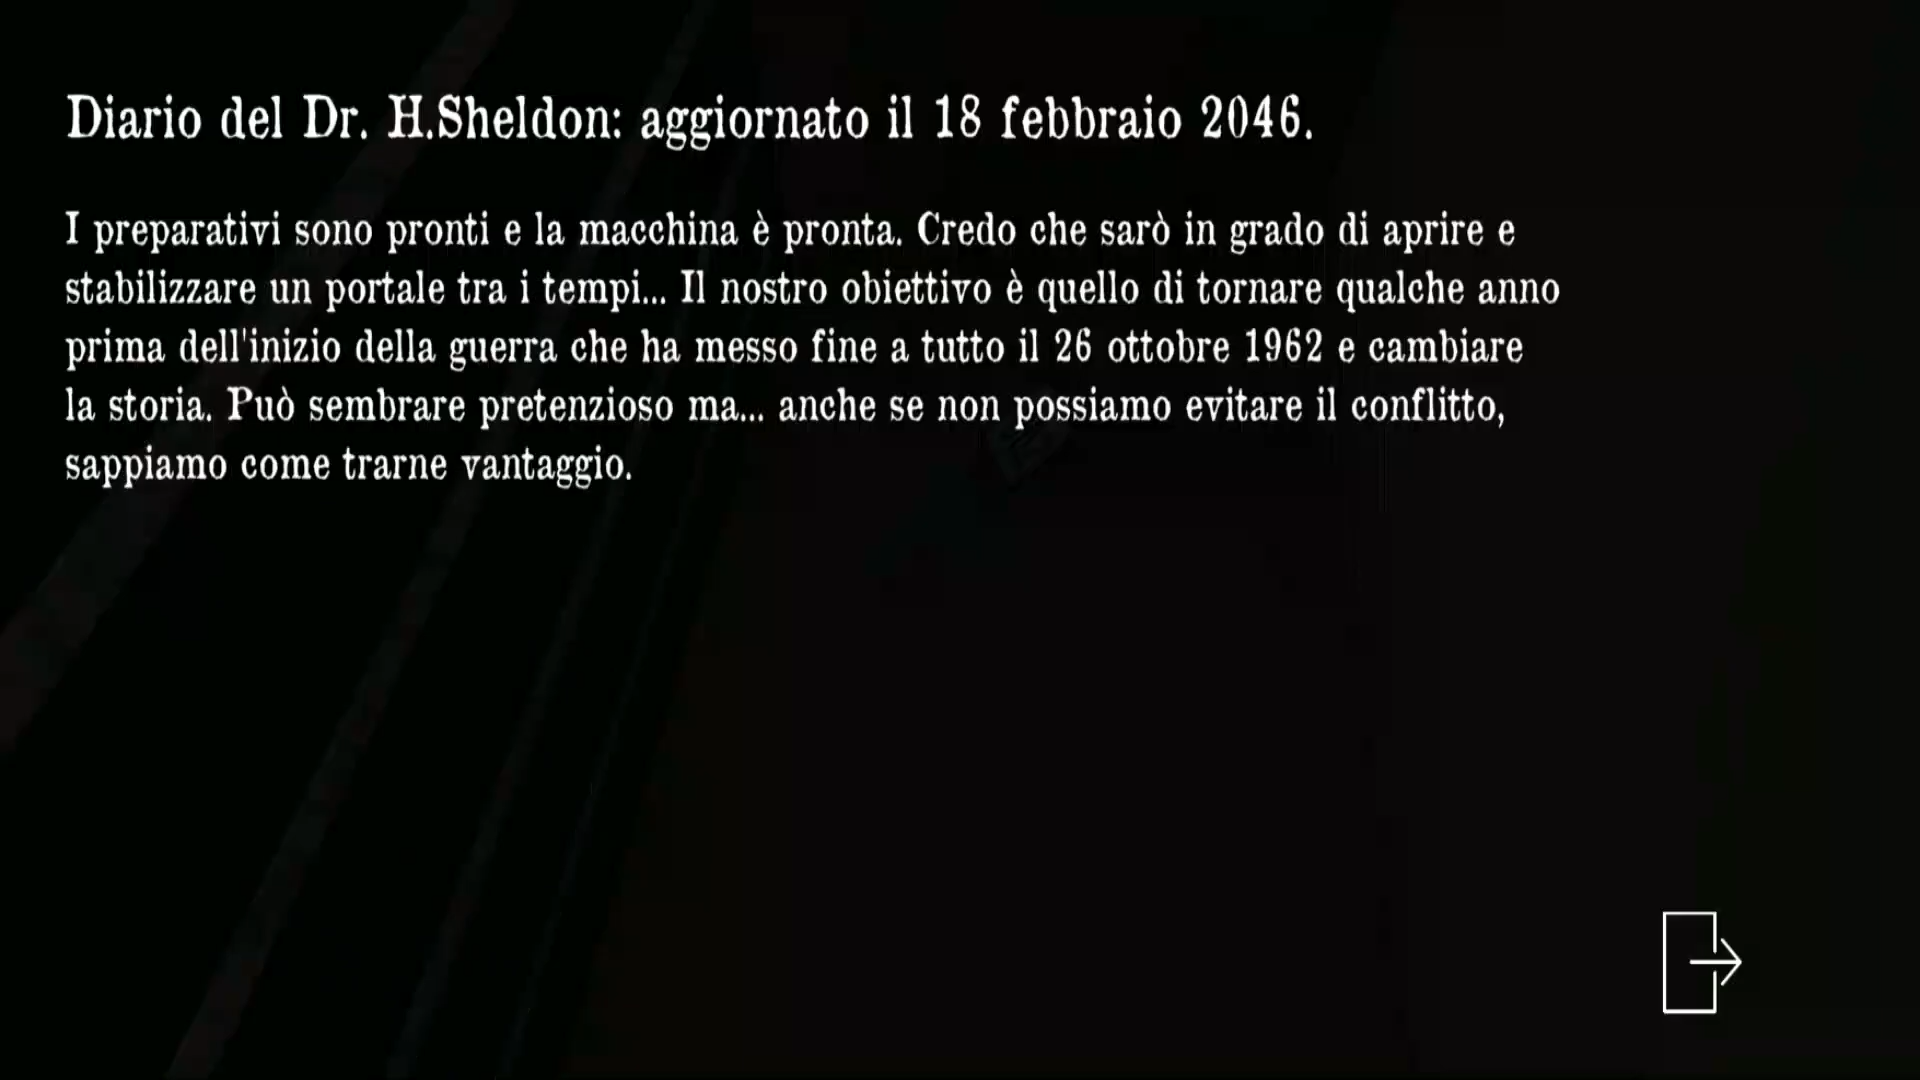 Diario del Dr. H.Sheldon: aggiornato il 18 febbraio 2046.
I preparativi sono pronti e la macchina è pronta. Credo che sarò in grado di aprire e
stabilizzare un portale tra i tempi... Il nostro obiettivo è quello di tornare qualche anno
prima dell'inizio della guerra che ha messo fine a tutto il 26 ottobre 1962 e cambiare
la storia. Può sembrare pretenzioso ma... anche se non possiamo evitare il conflitto,
sappiamo come trarne vantaggio.